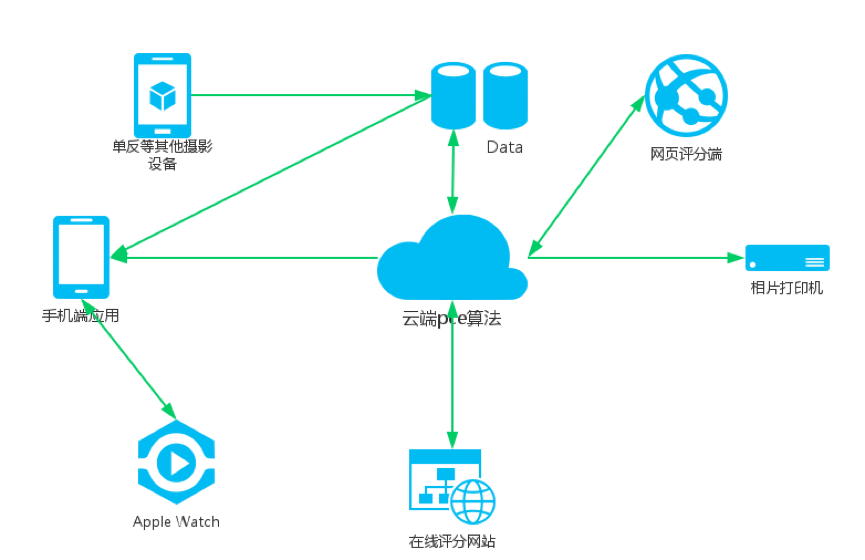 单反等其他摄影
设备
Data
网页评分端
手机端应用
云端pce算法
相片打印机
Apple Watch
在线评分网站